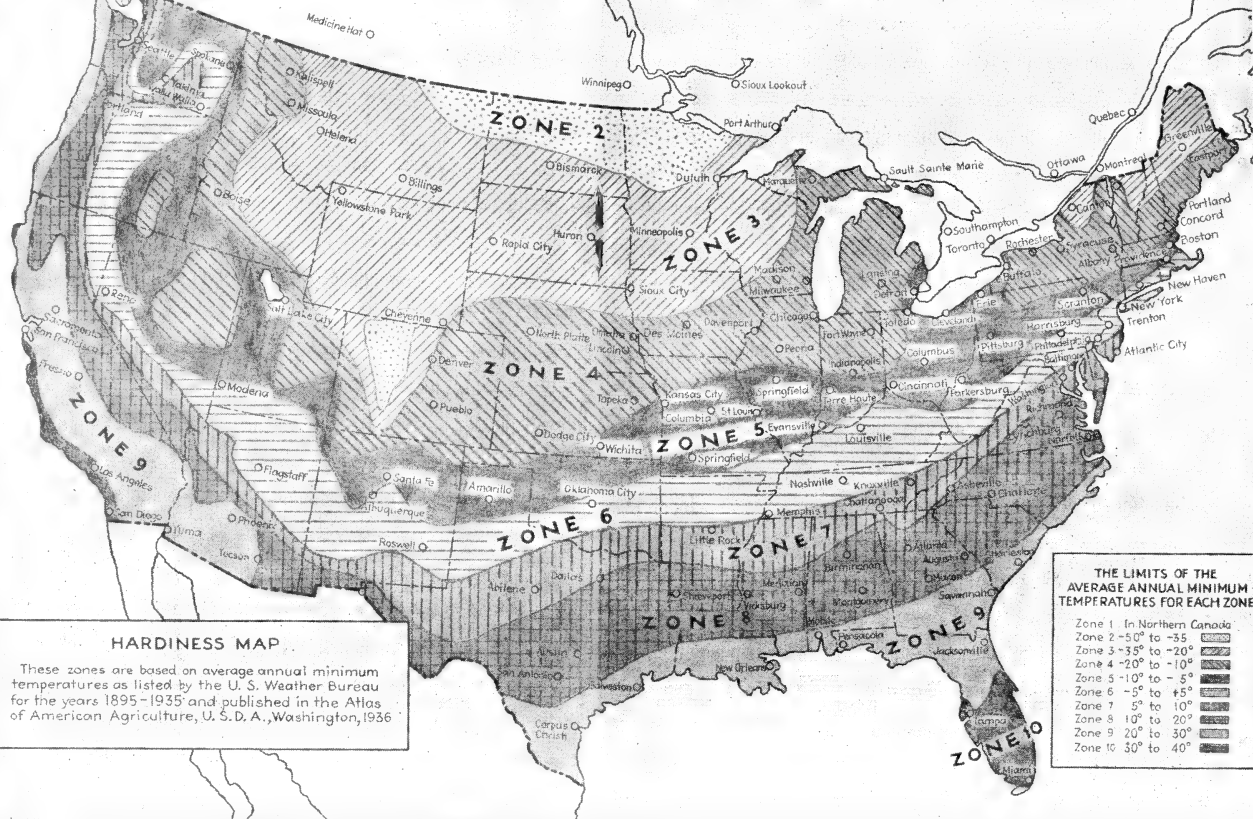 Medicine Hat
Winnipeg
Sioux Lookout
Port Arthur
Quebec
Seattle
Spokane
Kalispell
Yakima
Walla Walla
Portland
Missoula
Helena
ZONE 2
Bismarck
Duluth
Marquette
Sault Sainte Marie
Ottawa
Montreal
Greenville
Eastport
Billings
Yellowstone Park
Boise
Huron
Rapid City
Minneapolis
ZONE 3
Canton
Portland
Concord
Boston
Southampton
Toronto
Rochester
Syracuse
Albany
Providence
Buffalo
Madison
Milwaukee
Lansing
Detroit
Sioux City
New Haven
New York
Trenton
Reno
Salt Lake City
Cheyenne
North Platte
Omaha
Lincoln
Des Moines
Davenport
Chicago
Fort Wayne
Toledo
Cleveland
Erie
Scranton
Harrisburg
Pittsburg
Philadelphia
Baltimore
Atlantic City
Sacramento
San Francisco
Fresno
Modena
Denver
Pueblo
ZONE 4
Peoria
Indianapolis
Columbus
Topeka
Kansas City
Springfield
Terre Haute
Cincinnati
Parkersburg
Columbia
St Louis
Evansville
Louisville
Richmond
Lynchburg
Norfolk
Dodge City
Wichita
ZONE 5
Springfield
ZONE 9
Los Angeles
San Diego
Yuma
Phoenix
Tucson
Flagstaff
Santa Fe
Albuquerque
Amarillo
Oklahoma City
Roswell
ZONE 6
Nashville
Knoxville
Chattanooga
Memphis
Asheville
Charlotte
Little Rock
ZONE 7
Atlanta
Augusta
Charleston
Birmingham
Macon
Savannah
Abilene
Dallas
Shreveport
Vicksburg
Meridian
Montgomery
ZONE 8
Austin
San Antonio
Galveston
New Orleans
Mobile
Pensacola
ZONE 9
Jacksonville
Corpus
Christi
Tampa
ZONE 10
Miami
HARDINESS MAP
These zones are based on average annual minimum
temperatures as listed by the U. S. Weather Bureau
for the years 1895-1935 and published in the Atlas
of American Agriculture, U.S.D.A., Washington, 1936
THE LIMITS OF THE
AVERAGE ANNUAL MINIMUM
TEMPERATURES FOR EACH ZONE
Zone 1 In Northern Canada
Zone 2 -50° to -35
Zone 3 -35° to -20°
Zone 4 -20° to -10°
Zone 5 -10° to -5°
Zone 6 -5° to +5°
Zone 7 5° to 10°
Zone 8 10° to 20°
Zone 9 20° to 30°
Zone 10 30° to 40°